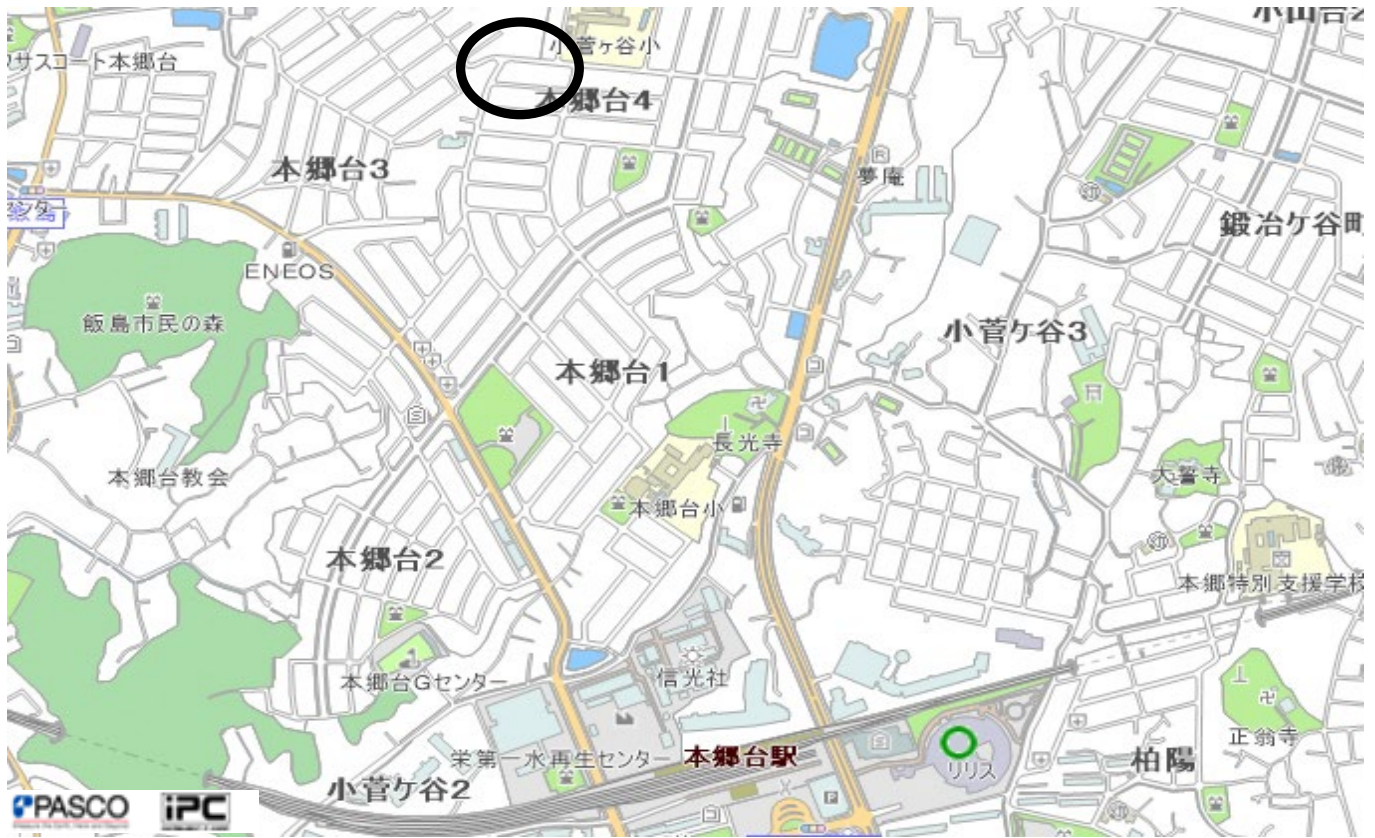 小菅ヶ谷小
サスコート本郷台
本郷台4
本郷台3
夢庵
ENEOS
鍛冶ケ谷町
飯島市民の森
小菅ケ谷3
本郷台1
長光寺
大誓寺
本郷台教会
本郷台小
本郷台2
本郷特別支援学校
本郷台Gセンター
信光社
正翁寺
栄第一水再生センター
本郷台駅
リリス
柏陽
小菅ケ谷2
PASCO
iPC